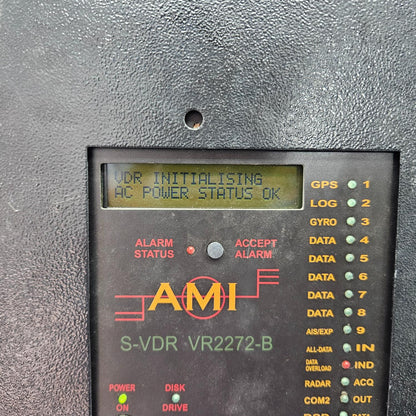 VDR INITIALISING
AC POWER STATUS OK
ALARM STATUS
ACCEPT ALARM
AMI
S-VDR VR2272-B
POWER ON
DISK DRIVE
GPS 1
LOG 2
GYRO 3
DATA 4
DATA 5
DATA 6
DATA 7
DATA 8
AIS/EXP 9
ALL-DATA IN
DATA OVERLOAD IND
RADAR ACQ
COM2 OUT
DATA